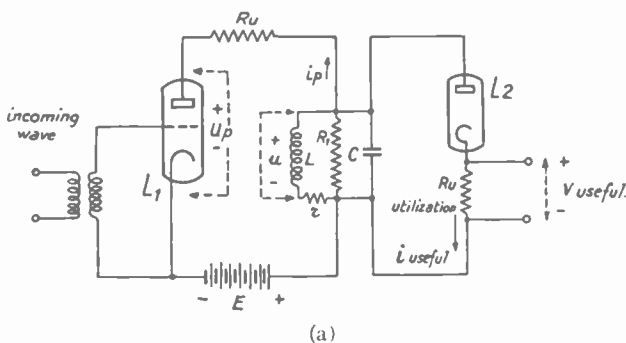 Ru
ip
L2
incoming
wave
+
up
-
+
u
-
L
R1
C
L1
r
Ru
utilization
+
V useful
-
i useful
- E +
(a)